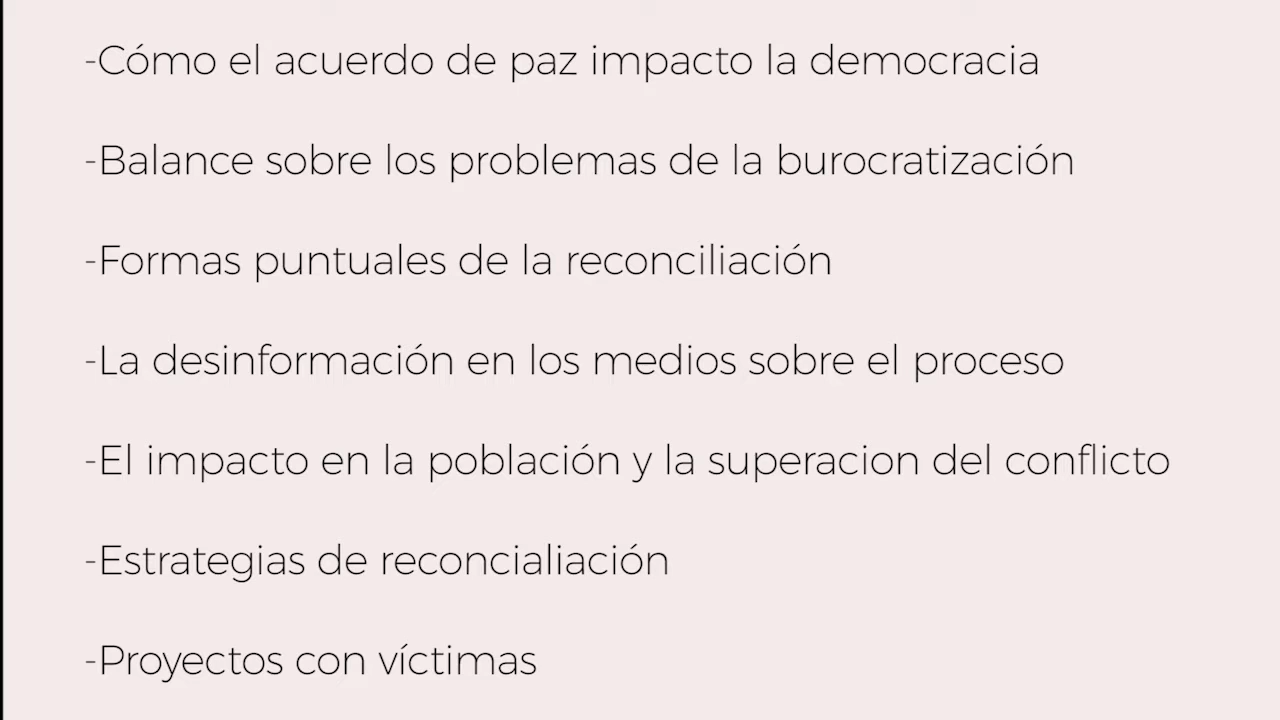 -Cómo el acuerdo de paz impacto la democracia
-Balance sobre los problemas de la burocratización
-Formas puntuales de la reconciliación
-La desinformación en los medios sobre el proceso
-El impacto en la población y la superacion del conflicto
-Estrategias de reconcialiación
-Proyectos con víctimas